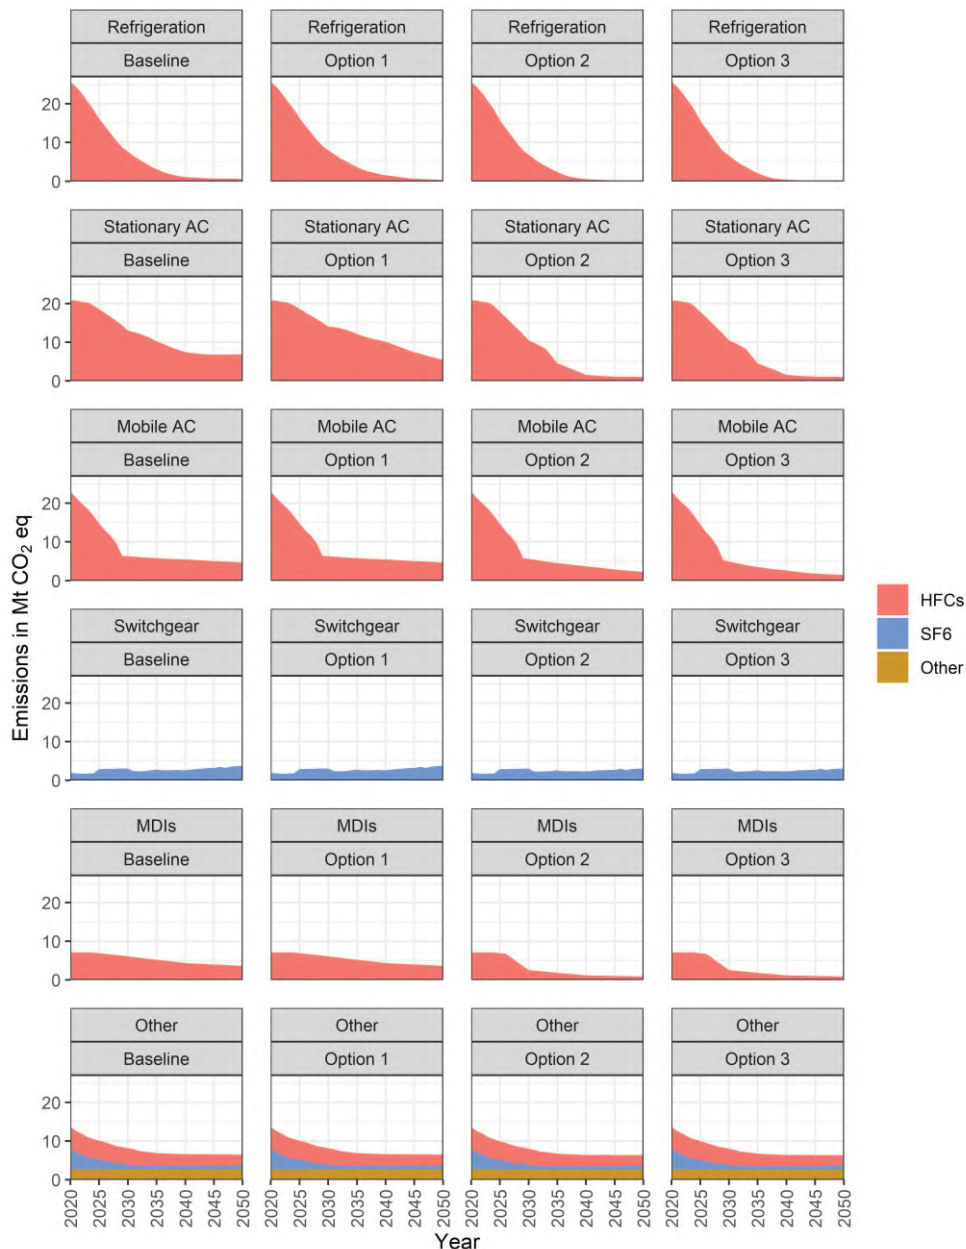 Refrigeration Refrigeration Refrigeration Refrigeration
Baseline Option 1 Option 2 Option 3
20
10
0
Stationary AC Stationary AC Stationary AC Stationary AC
Baseline Option 1 Option 2 Option 3
20
10
0
Mobile AC Mobile AC Mobile AC Mobile AC
Baseline Option 1 Option 2 Option 3
20
10
0
Emissions in Mt CO₂ eq
Switchgear Switchgear Switchgear Switchgear
Baseline Option 1 Option 2 Option 3
20
10
0
MDIs MDIs MDIs MDIs
Baseline Option 1 Option 2 Option 3
20
10
0
Other Other Other Other
Baseline Option 1 Option 2 Option 3
20
10
0
2020 2025 2030 2035 2040 2045 2050 2020 2025 2030 2035 2040 2045 2050 2020 2025 2030 2035 2040 2045 2050 2020 2025 2030 2035 2040 2045 2050
Year
HFCs
SF6
Other